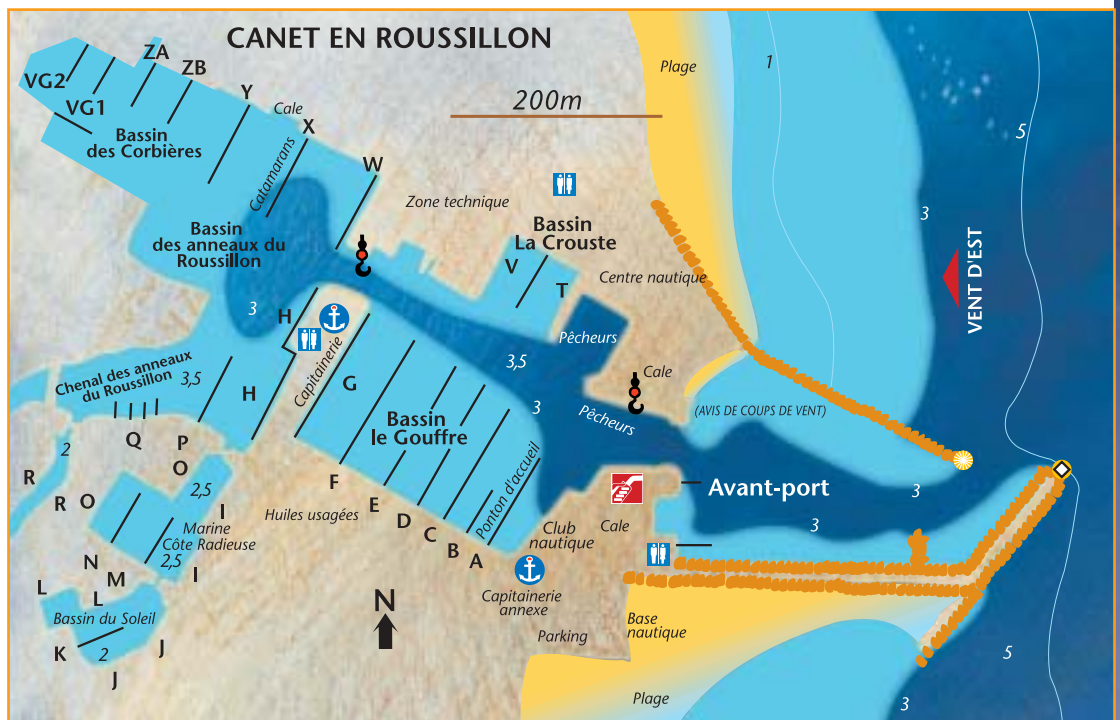 CANET EN ROUSSILLON
200m
Plage
1
5
3
VENT D'EST
VG2
VG1
ZA
ZB
Y
Cale
X
W
Bassin
des Corbières
Catamarans
Zone technique
Bassin
La Crouste
V
T
Centre nautique
Bassin
des anneaux du
Roussillon
3
H
Capitainerie
Pêcheurs
3,5
Cale
Pêcheurs
(AVIS DE COUPS DE VENT)
Chenal des anneaux
du Roussillon
3,5
H
G
Bassin
le Gouffre
3
Ponton d'accueil
Avant-port
3
3
2
Q
P
O
R
R
O
2,5
I
Marine
Côte Radieuse
2,5
I
N
M
L
L
Bassin du Soleil
K
2
J
J
F
E
D
C
B
A
Huiles usagées
Club
nautique
Cale
Capitainerie
annexe
N
Parking
Base
nautique
Plage
5
3